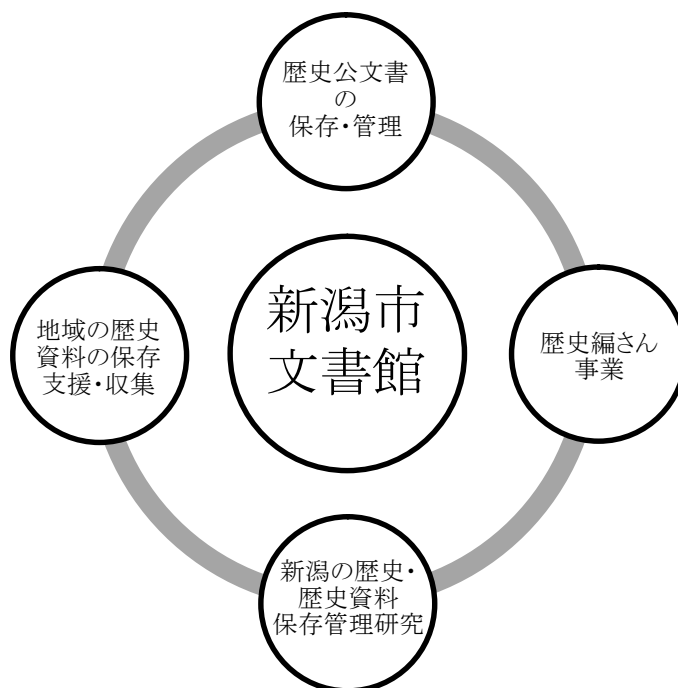 歴史公文書
の
保存・管理
新潟市
文書館
地域の歴史
資料の保存
支援・収集
歴史編さん
事業
新潟の歴史・
歴史資料
保存管理研究